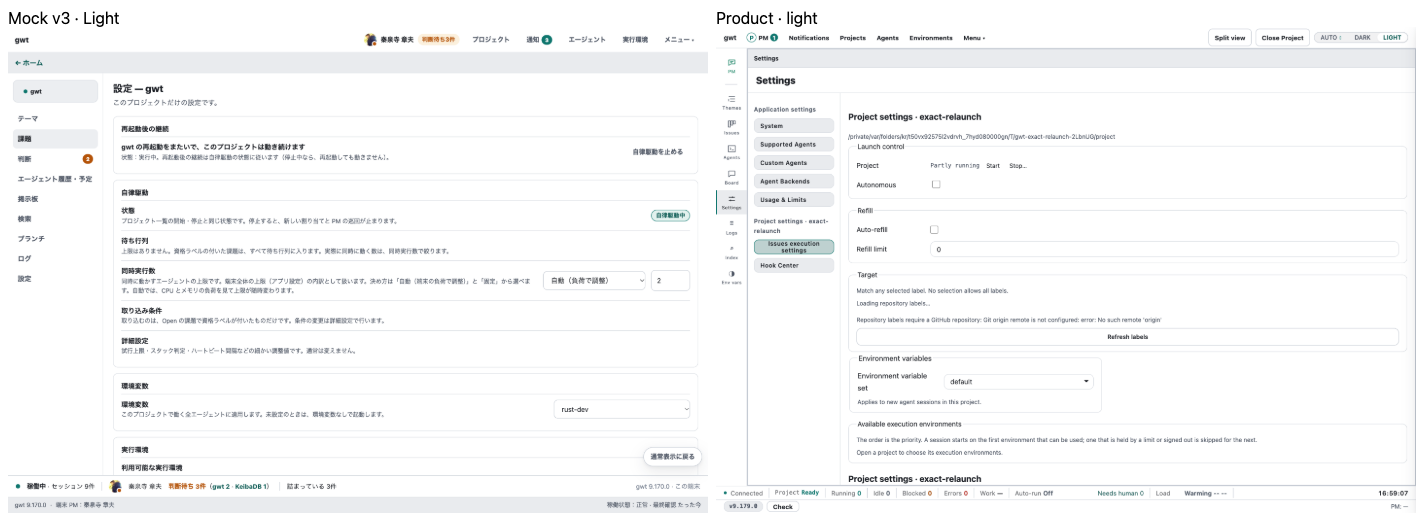 Mock v3 · Light
gwt
秦泉寺 章夫 判断待ち3件 プロジェクト 通知 3 エージェント 実行環境 メニュー
← ホーム
gwt
テーマ
課題
判断 2
エージェント履歴・予定
掲示板
検索
ブランチ
ログ
設定
設定 — gwt
このプロジェクトだけの設定です。
再起動後の継続
gwt の再起動をまたいで、このプロジェクトは動き続けます
状態：実行中。再起動後の継続は自律駆動の状態に従います（停止中なら、再起動しても動きません）。
自律駆動を止める
自律駆動
状態
プロジェクト一覧の開始・停止と同じ状態です。停止すると、新しい割り当てと PM の巡回が止まります。
自律駆動中
待ち行列
上限はありません。資格ラベルの付いた課題は、すべて待ち行列に入ります。実際に同時に動く数は、同時実行数で絞ります。
同時実行数
同時に動かすエージェントの上限です。端末全体の上限（アプリ設定）の内訳として扱います。決め方は「自動（端末の負荷で調整）」と「固定」から選べます。自動では、CPU とメモリの負荷を見て上限が随時変わります。
自動（負荷で調整） 2
取り込み条件
取り込むのは、Open の課題で資格ラベルが付いたものだけです。条件の変更は詳細設定で行います。
詳細設定
試行上限・スタック判定・ハートビート間隔などの細かい調整値です。通常は変えません。
環境変数
環境変数
このプロジェクトで動く全エージェントに適用します。未設定のときは、環境変数なしで起動します。
rust-dev
実行環境
利用可能な実行環境
通常表示に戻る
稼働中 · セッション 9件 秦泉寺 章夫 判断待ち 3件 (gwt 2 · KeibaDB 1) 詰まっている 3件 gwt 9.170.0 · この端末
gwt 9.170.0 · 端末 PM：秦泉寺 章夫 稼働状態：正常 · 最終確認 たった今
Product · light
gwt P PM 1 Notifications Projects Agents Environments Menu Split view Close Project AUTO DARK LIGHT
PM
Themes
Issues
Agents
Board
Settings
Logs
Index
Env vars
Settings
Settings
Application settings
System
Supported Agents
Custom Agents
Agent Backends
Usage & Limits
Project settings · exact-relaunch
Issues execution settings
Hook Center
Project settings · exact-relaunch
/private/var/folders/kr/t50vx92575l2vdrvh_7hyd080000gn/T/gwt-exact-relaunch-2LbnUG/project
Launch control
Project Partly running Start Stop…
Autonomous
Refill
Auto-refill
Refill limit 0
Target
Match any selected label. No selection allows all labels.
Loading repository labels…
Repository labels require a GitHub repository: Git origin remote is not configured: error: No such remote 'origin'
Refresh labels
Environment variables
Environment variable set default
Applies to new agent sessions in this project.
Available execution environments
The order is the priority. A session starts on the first environment that can be used; one that is held by a limit or signed out is skipped for the next.
Open a project to choose its execution environments.
Project settings · exact-relaunch
Connected Project Ready Running 0 Idle 0 Blocked 0 Errors 0 Work — Auto-run Off Needs human 0 Load Warming -- -- 16:59:07
v9.179.0 Check PM: —